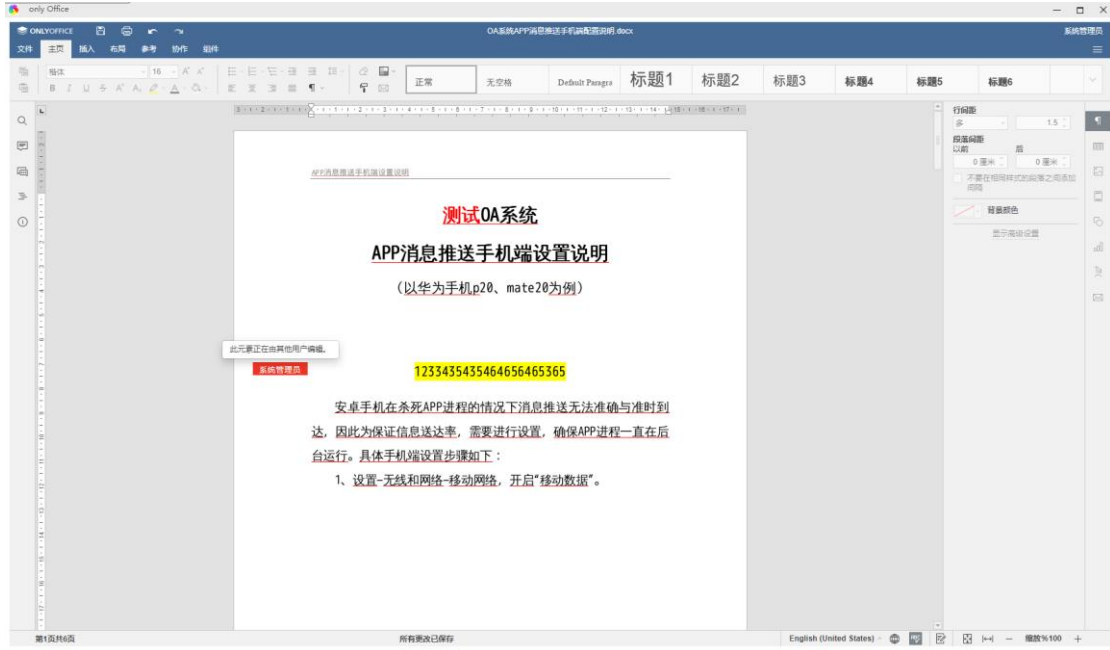 only Office
ONLYOFFICE
OA系统APP消息推送手机端配置说明.docx
系统管理员
文件 主页 插入 布局 参考 协作 组件
楷体 16
正常 无空格 Default Paragra 标题1 标题2 标题3 标题4 标题5 标题6
行间距
多 1.5
段落间距
以前 后
0 厘米 0 厘米
不要在相同样式的段落之间添加
间隔
背景颜色
显示高级设置
APP消息推送手机端设置说明
测试OA系统
APP消息推送手机端设置说明
（以华为手机p20、mate20为例）
此元素正在由其他用户编辑。
系统管理员
1233435435464656465365
安卓手机在杀死APP进程的情况下消息推送无法准确与准时到
达，因此为保证信息送达率，需要进行设置，确保APP进程一直在后
台运行。具体手机端设置步骤如下：
1、设置-无线和网络-移动网络，开启“移动数据”。
第1页共6页
所有更改已保存
English (United States)
缩放%100